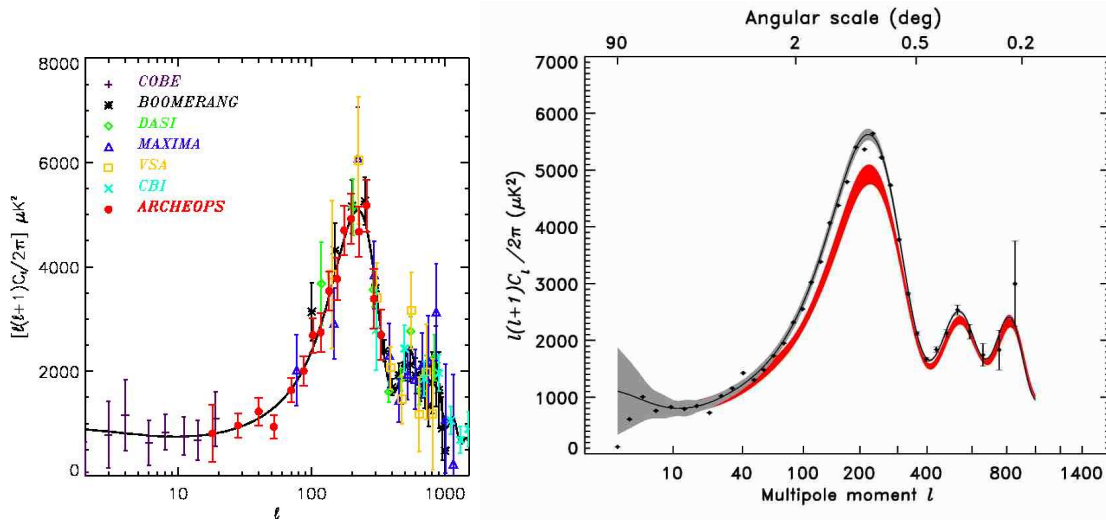 8000
6000
4000
2000
0
[ℓ(ℓ+1)Cℓ/2π] μK²
COBE
BOOMERANG
DASI
MAXIMA
VSA
CBI
ARCHEOPS
10 100 1000
ℓ
Angular scale (deg)
90 2 0.5 0.2
7000
6000
5000
4000
3000
2000
1000
0
l(l+1)Cl/2π (μK²)
10 40 100 200 400 800 1400
Multipole moment l